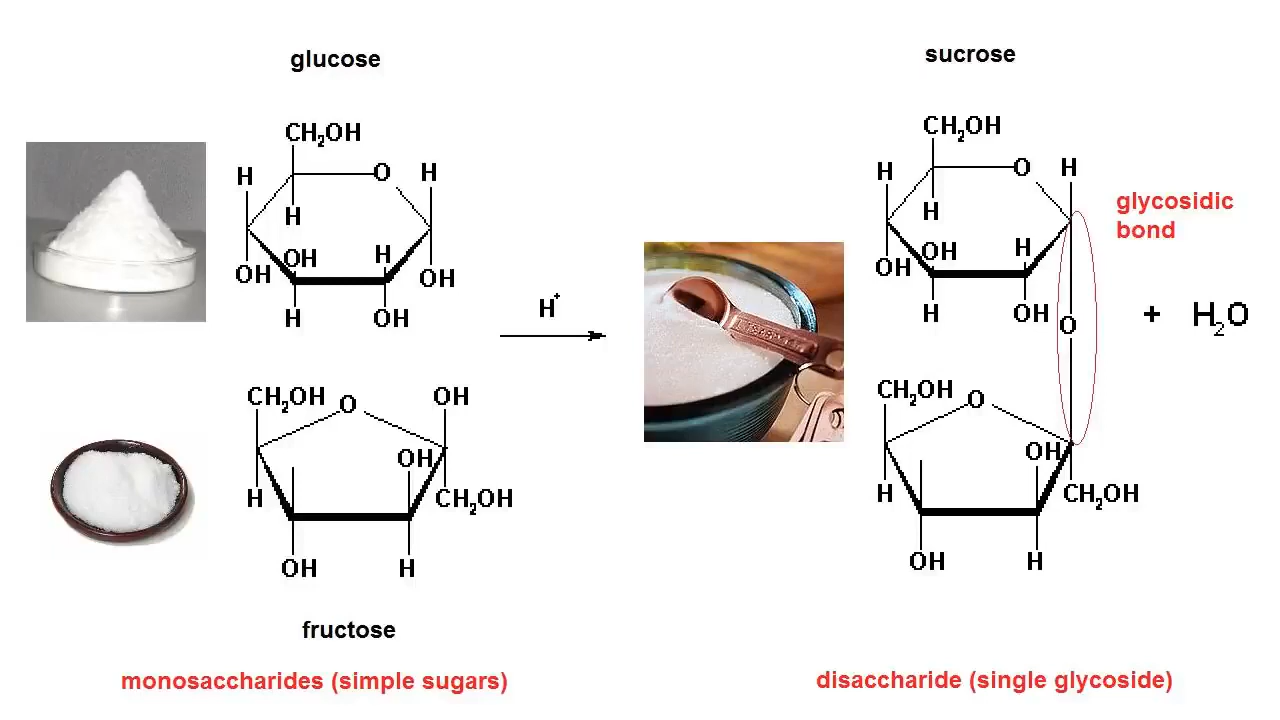 glucose
CH₂OH
H
O
H
H
OH
OH
H
OH
H
OH
H⁺
CH₂OH
O
OH
OH
H
CH₂OH
OH
H
fructose
monosaccharides (simple sugars)
sucrose
CH₂OH
H
O
H
H
OH
OH
H
H
OH
glycosidic
bond
O
+ H₂O
CH₂OH
O
OH
H
CH₂OH
OH
H
disaccharide (single glycoside)